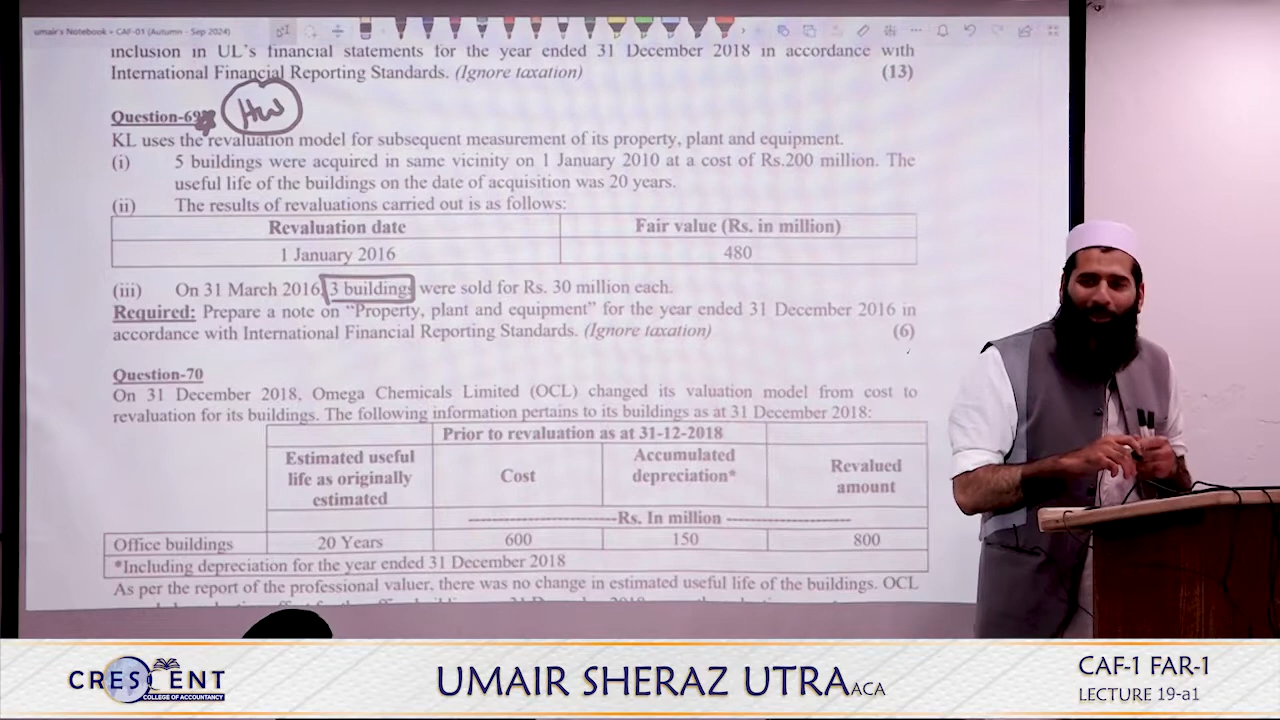 umair's Notebook » CAF-01 (Autumn - Sep 2024)
inclusion in UL's financial statements for the year ended 31 December 2018 in accordance with
International Financial Reporting Standards. (Ignore taxation) (13)
Question-69
HW
KL uses the revaluation model for subsequent measurement of its property, plant and equipment.
(i) 5 buildings were acquired in same vicinity on 1 January 2010 at a cost of Rs.200 million. The
useful life of the buildings on the date of acquisition was 20 years.
(ii) The results of revaluations carried out is as follows:
Revaluation date Fair value (Rs. in million)
1 January 2016 480
(iii) On 31 March 2016, 3 buildings were sold for Rs. 30 million each.
Required: Prepare a note on "Property, plant and equipment" for the year ended 31 December 2016 in
accordance with International Financial Reporting Standards. (Ignore taxation) (6)
Question-70
On 31 December 2018, Omega Chemicals Limited (OCL) changed its valuation model from cost to
revaluation for its buildings. The following information pertains to its buildings as at 31 December 2018:
Prior to revaluation as at 31-12-2018
Estimated useful life as originally estimated Cost Accumulated depreciation* Revalued amount
--------------------Rs. In million --------------------
Office buildings 20 Years 600 150 800
*Including depreciation for the year ended 31 December 2018
As per the report of the professional valuer, there was no change in estimated useful life of the buildings. OCL
CRESCENT
COLLEGE OF ACCOUNTANCY
UMAIR SHERAZ UTRA ACA
CAF-1 FAR-1
LECTURE 19-a1